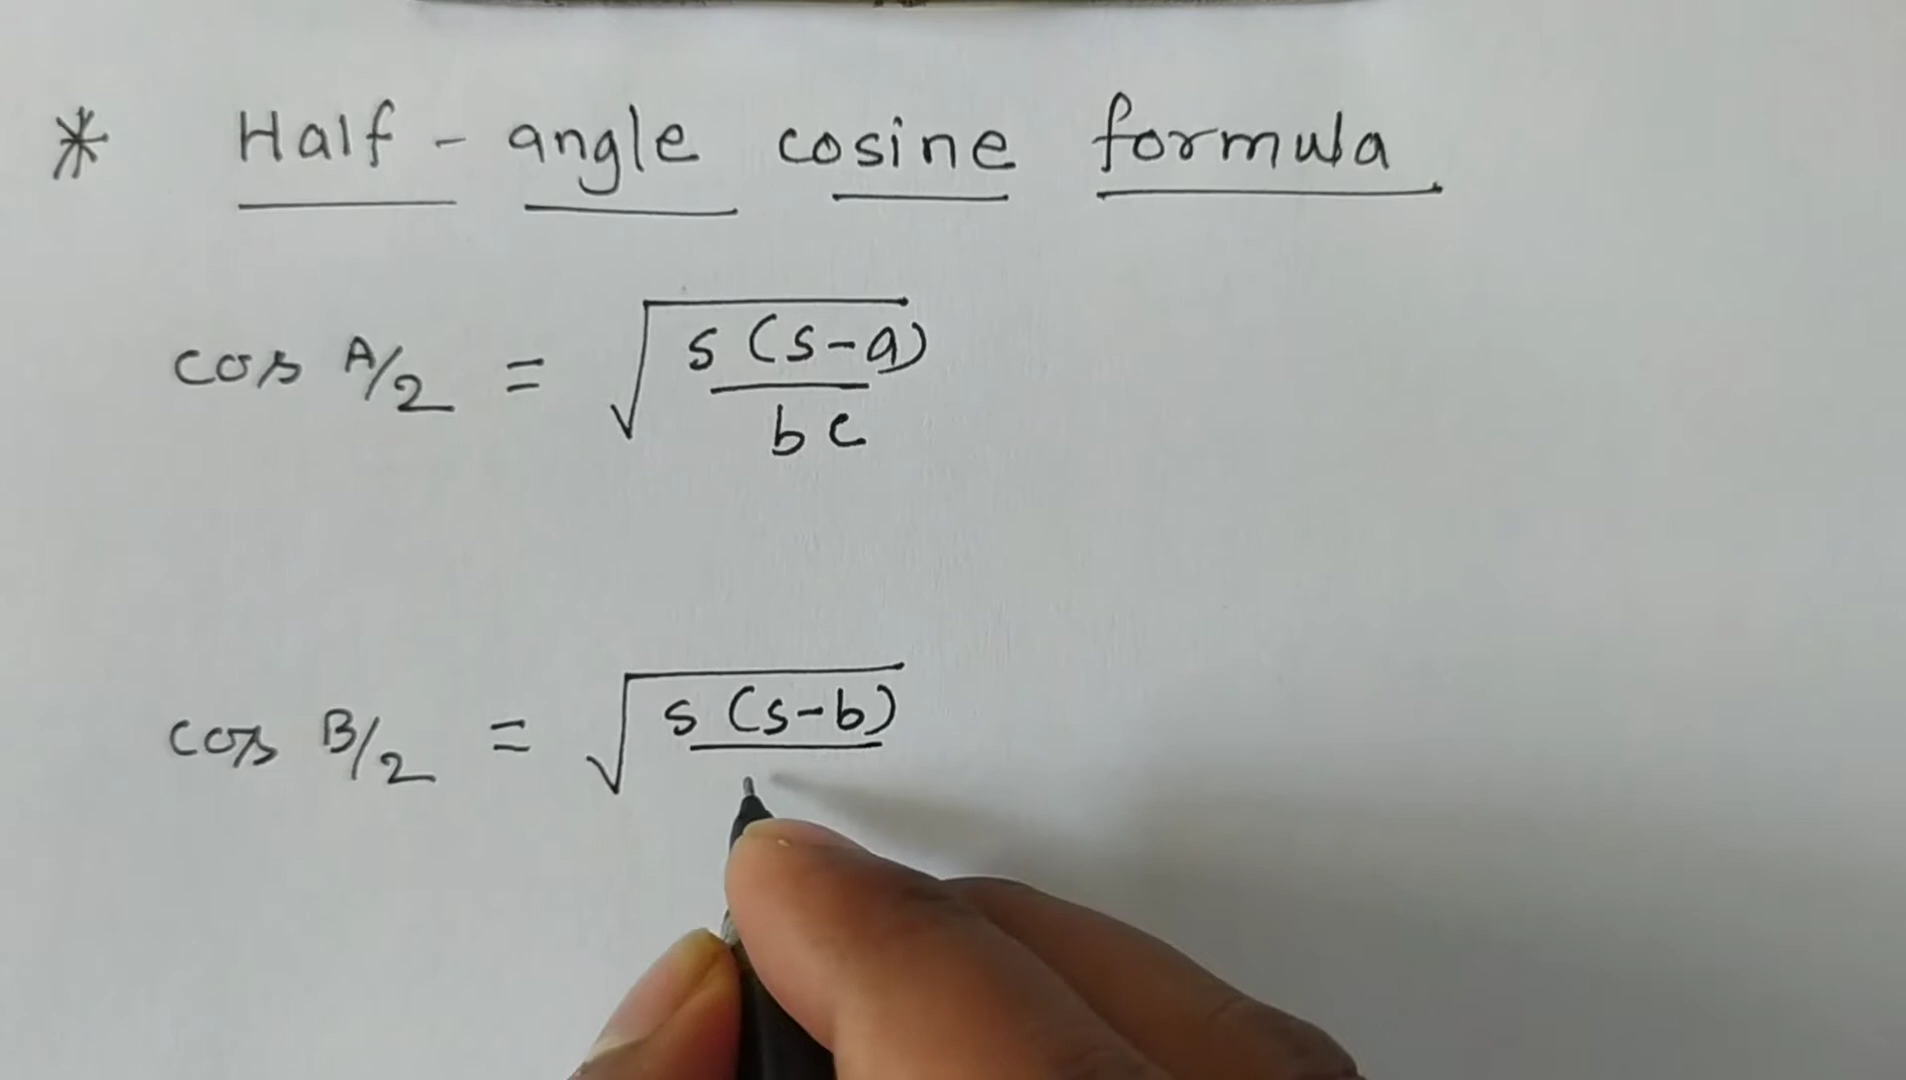 * Half-angle cosine formula
cos A/2 = √(s(s-a)/bc)
cos B/2 = √(s(s-b)/